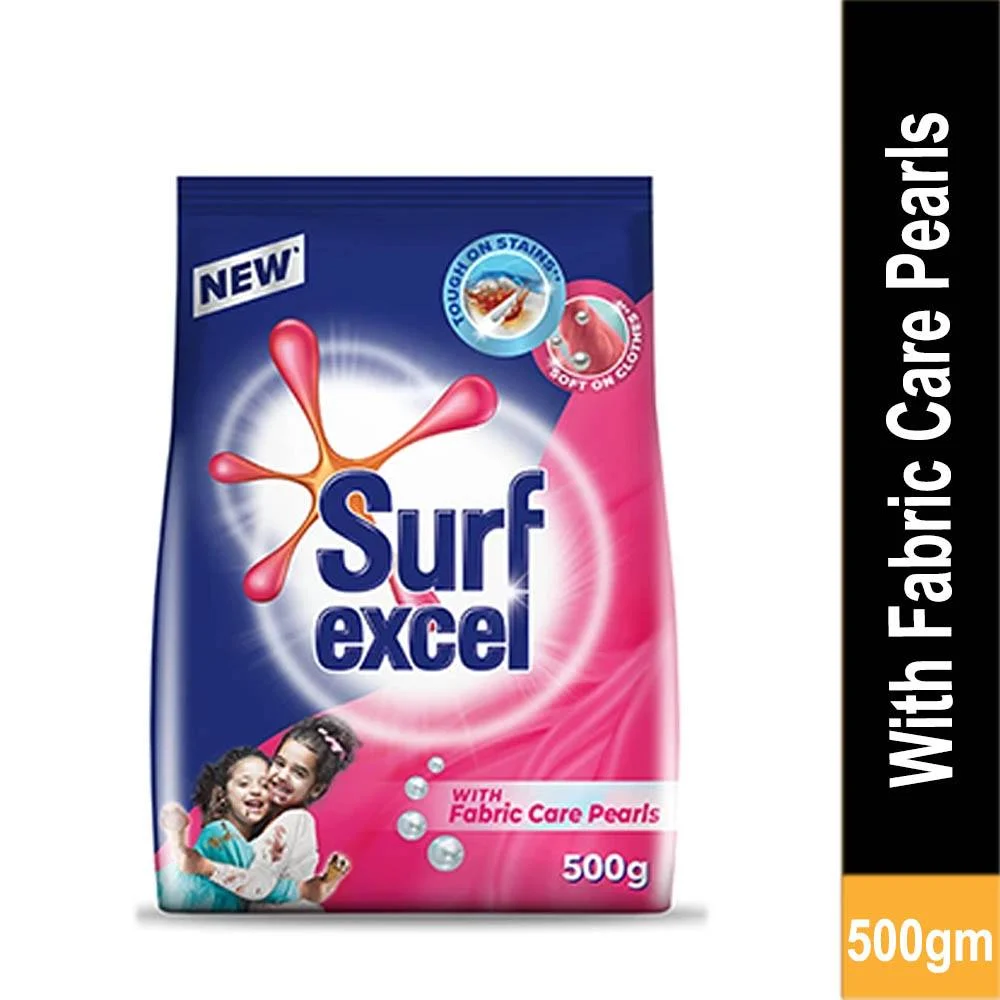 NEW
TOUGH ON STAINS**
SOFT ON CLOTHES
Surf
excel
WITH
Fabric Care Pearls
500g
With Fabric Care Pearls
500gm